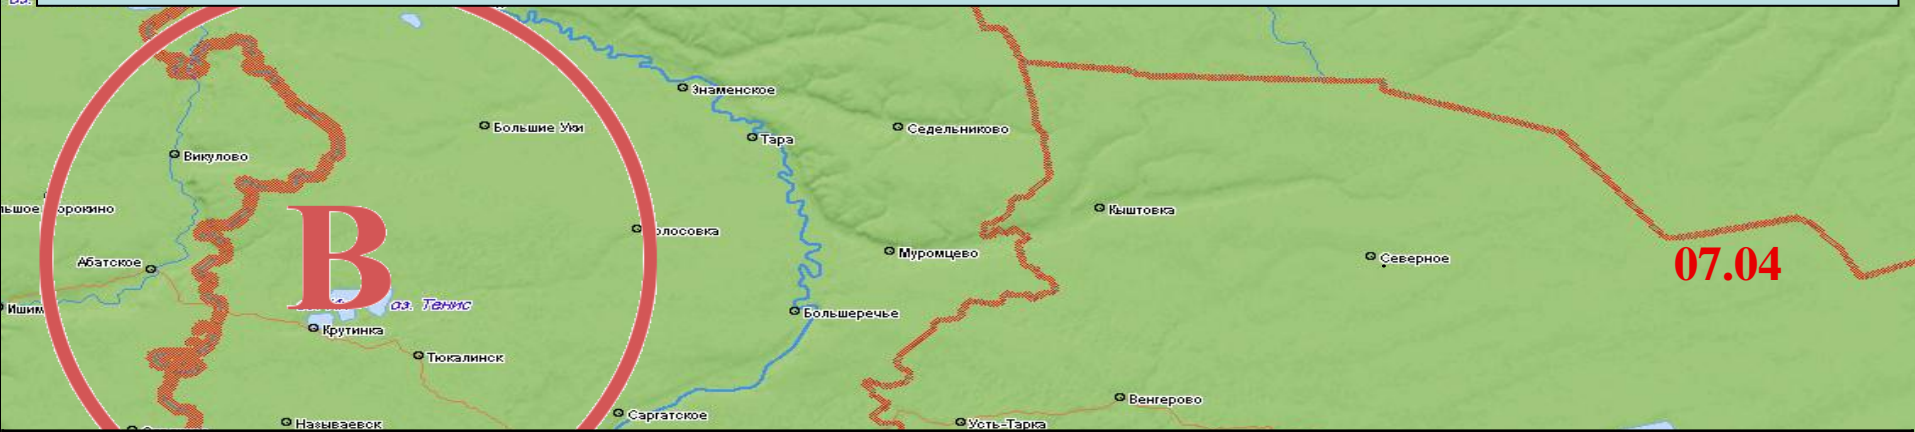 Знаменское
Большие Уки
Седельниково
Тара
Викулово
Кыштовка
В
Муромцево
Северное
Абатское
07.04
оз. Тенис
Ишим
Большеречье
Крутинка
Тюкалинск
Венгерово
Саргатское
Называевск
Усть-Тарка